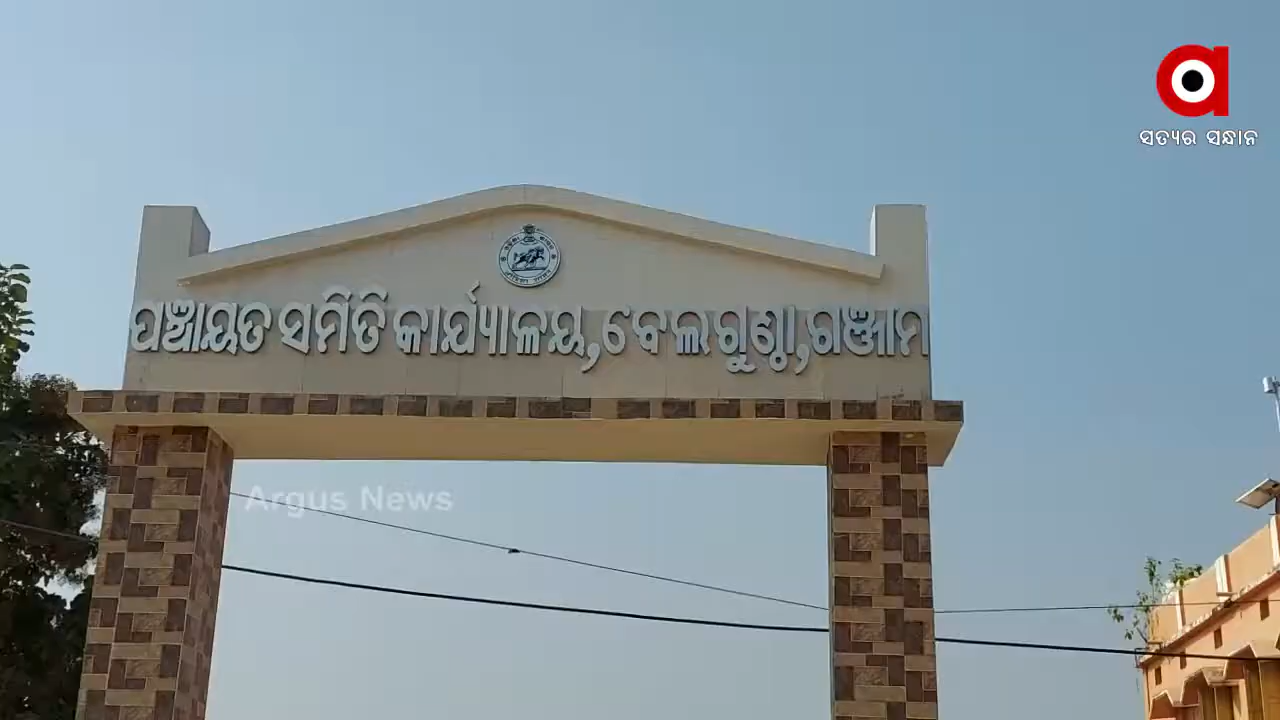 ସତ୍ୟର ସନ୍ଧାନ
ପଞ୍ଚାୟତ ସମିତି କାର୍ଯ୍ୟାଳୟ,ବେଲଗୁଣ୍ଠା,ଗଞ୍ଜାମ
Argus News